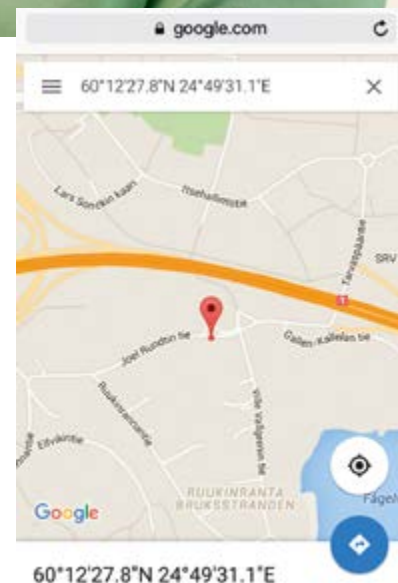 google.com
60°12'27.8"N 24°49'31.1"E
Lars Sonckin kaari
Itsehallintotie
Tarvaspääntie
SRV
1
Joel Rundtin tie
Gallen-Kallelan tie
Ruukinrannantie
Ville Vallgrenin tie
Elfvikintie
RUUKINRANTA
BRUKSSTRANDEN
Google
60°12'27.8"N 24°49'31.1"E